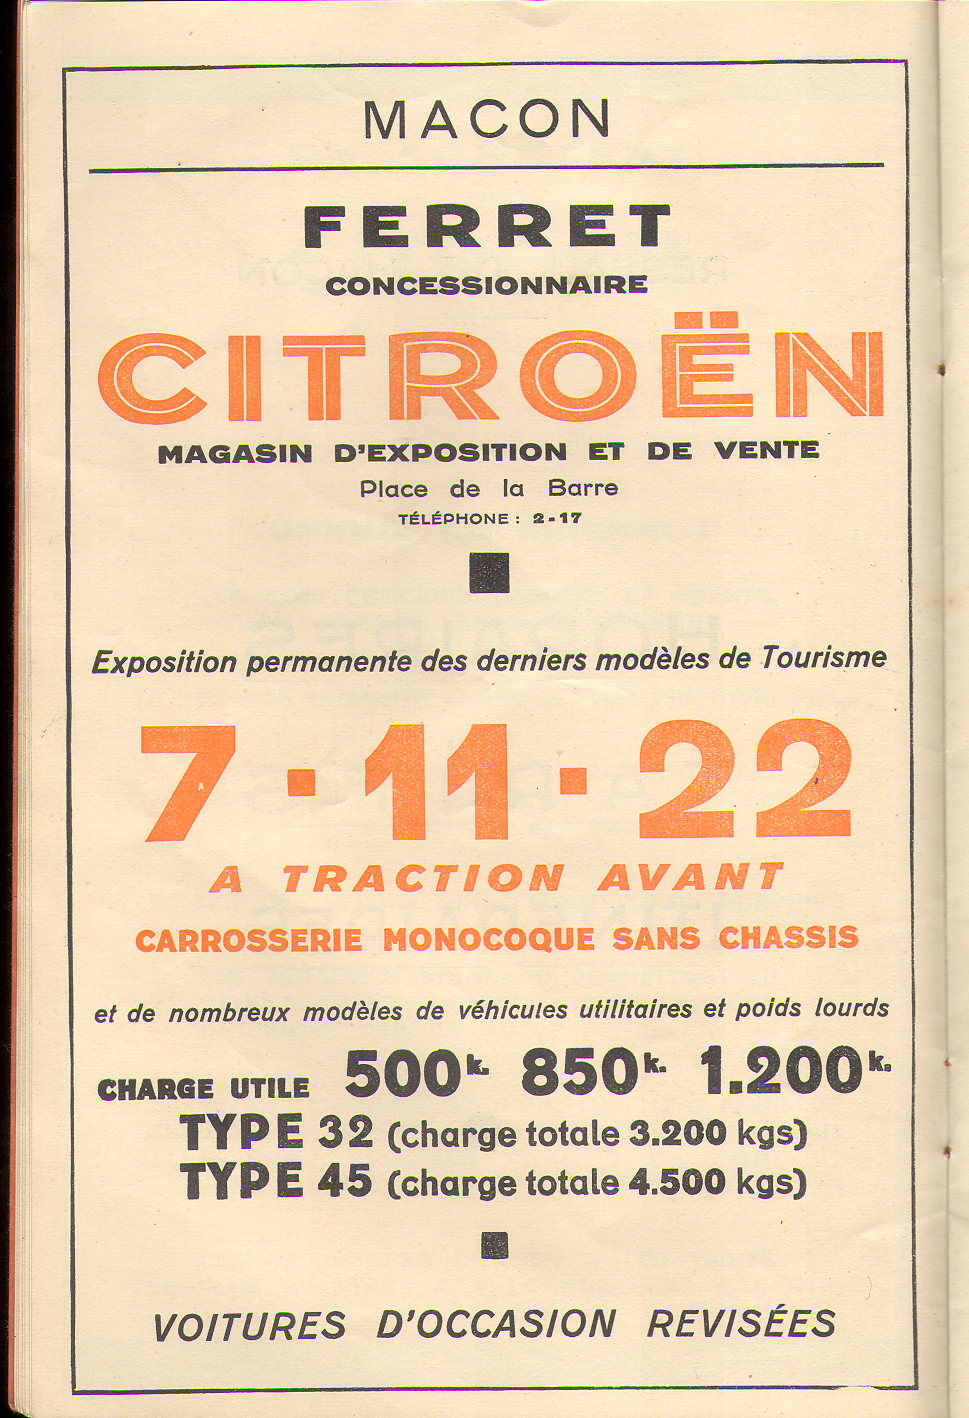 MACON
FERRET
CONCESSIONNAIRE
CITROËN
MAGASIN D'EXPOSITION ET DE VENTE
Place de la Barre
TÉLÉPHONE : 2-17
Exposition permanente des derniers modèles de Tourisme
7 · 11 · 22
A TRACTION AVANT
CARROSSERIE MONOCOQUE SANS CHASSIS
et de nombreux modèles de véhicules utilitaires et poids lourds
CHARGE UTILE 500k. 850k. 1.200k.
TYPE 32 (charge totale 3.200 kgs)
TYPE 45 (charge totale 4.500 kgs)
VOITURES D'OCCASION REVISÉES